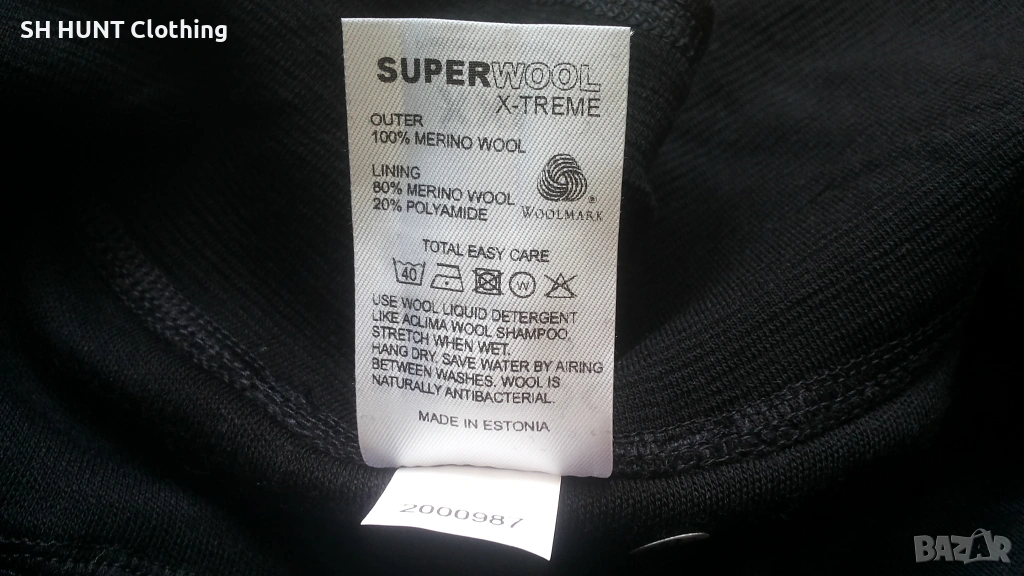 SH HUNT Clothing
SUPERWOOL
X-TREME
OUTER
100% MERINO WOOL
LINING
80% MERINO WOOL
20% POLYAMIDE
WOOLMARK
TOTAL EASY CARE
40
W
USE WOOL LIQUID DETERGENT
LIKE ACLIMA WOOL SHAMPOO.
STRETCH WHEN WET.
HANG DRY. SAVE WATER BY AIRING
BETWEEN WASHES. WOOL IS
NATURALLY ANTIBACTERIAL.
MADE IN ESTONIA
2000987
BAZAR